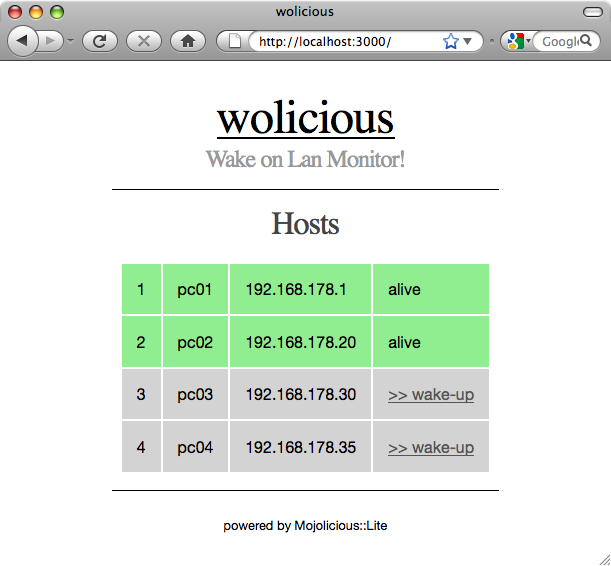 wolicious
http://localhost:3000/
Google
wolicious
Wake on Lan Monitor!
Hosts
1 pc01 192.168.178.1 alive
2 pc02 192.168.178.20 alive
3 pc03 192.168.178.30 >> wake-up
4 pc04 192.168.178.35 >> wake-up
powered by Mojolicious::Lite